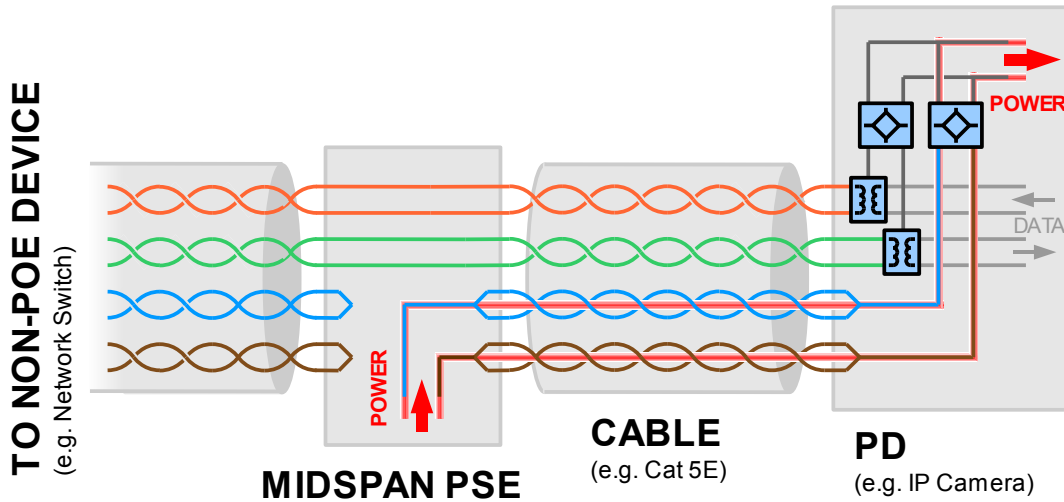 TO NON-POE DEVICE
(e.g. Network Switch)
POWER
MIDSPAN PSE
CABLE
(e.g. Cat 5E)
POWER
DATA
PD
(e.g. IP Camera)